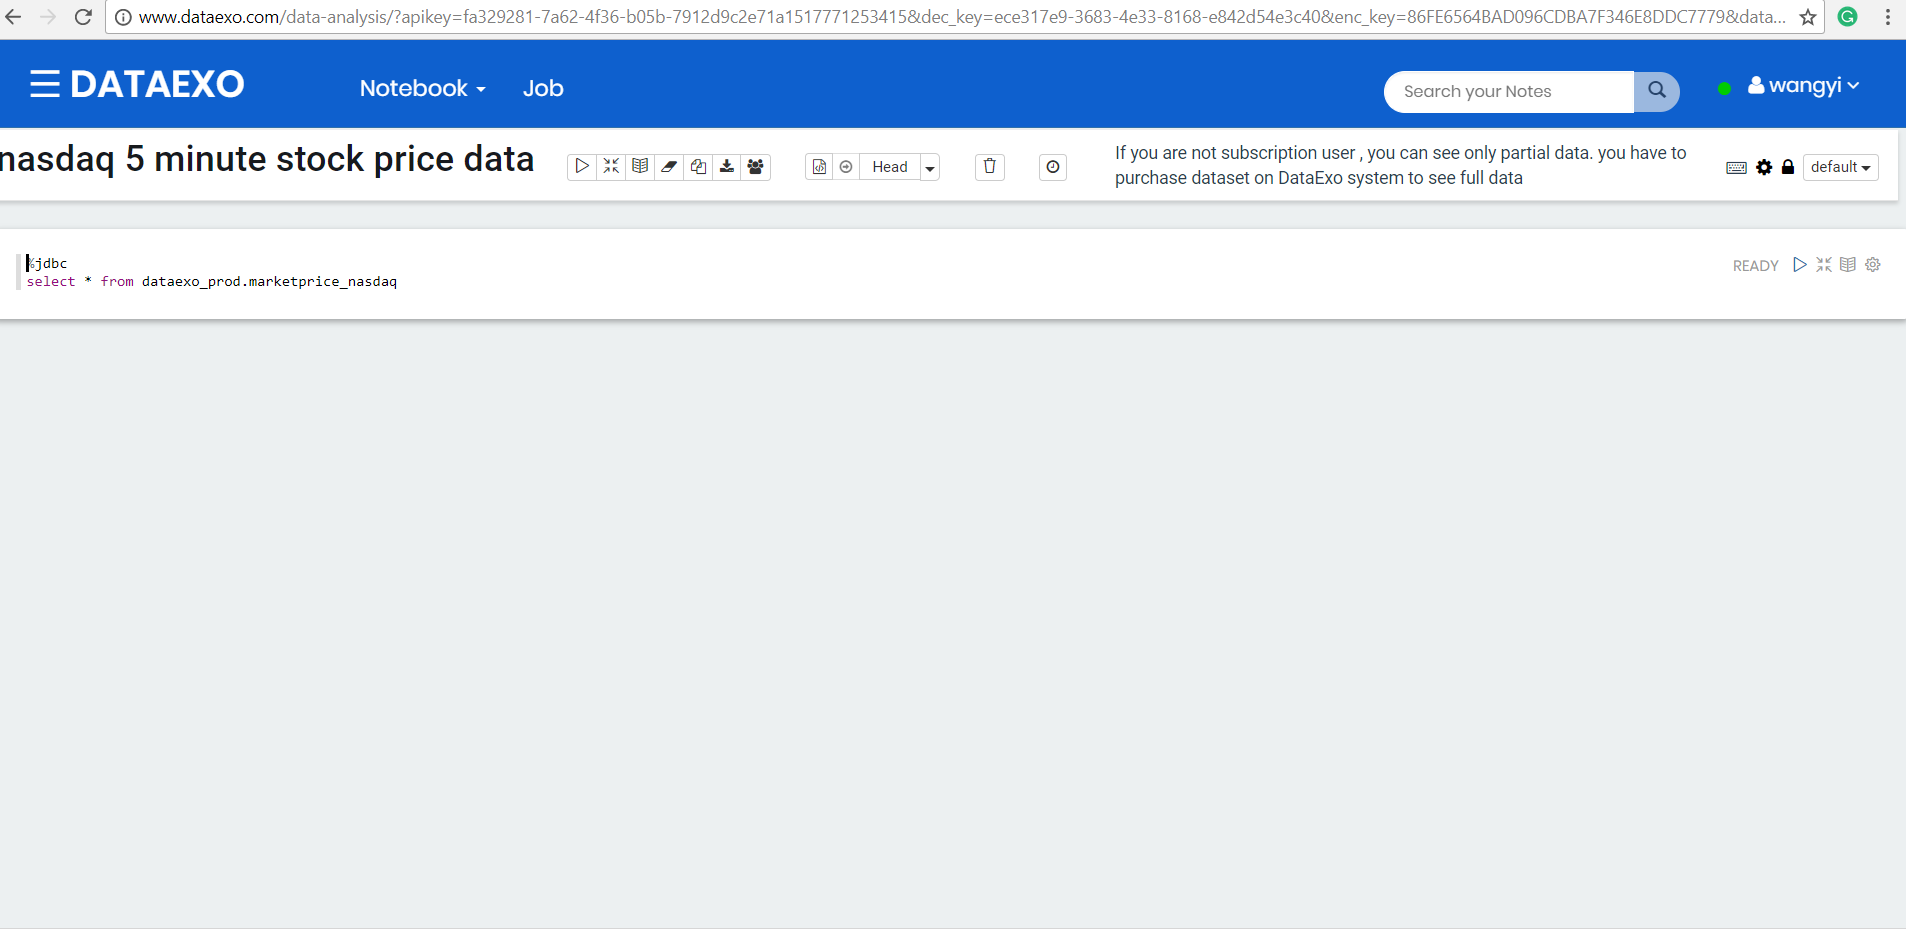 www.dataexo.com/data-analysis/?apikey=fa329281-7a62-4f36-b05b-7912d9c2e71a1517771253415&dec_key=ece317e9-3683-4e33-8168-e842d54e3c40&enc_key=86FE6564BAD096CDBA7F346E8DDC7779&data...
DATAEXO
Notebook
Job
Search your Notes
wangyi
nasdaq 5 minute stock price data
Head
If you are not subscription user , you can see only partial data. you have to
purchase dataset on DataExo system to see full data
default
%jdbc
READY
select * from dataexo_prod.marketprice_nasdaq